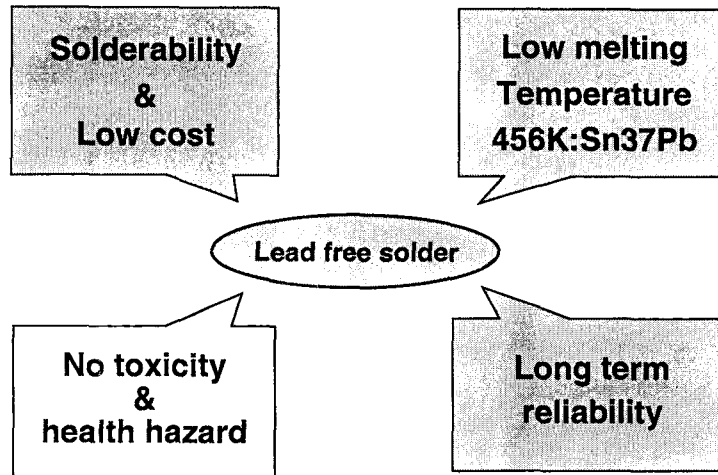 Solderability
&
Low cost
Low melting
Temperature
456K:Sn37Pb
Lead free solder
No toxicity
&
health hazard
Long term
reliability